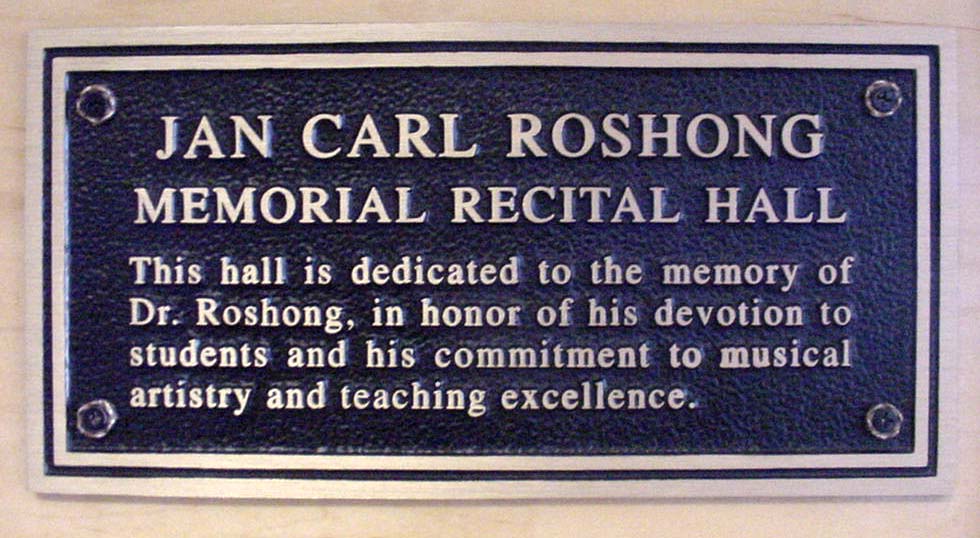 JAN CARL ROSHONG
MEMORIAL RECITAL HALL
This hall is dedicated to the memory of
Dr. Roshong, in honor of his devotion to
students and his commitment to musical
artistry and teaching excellence.